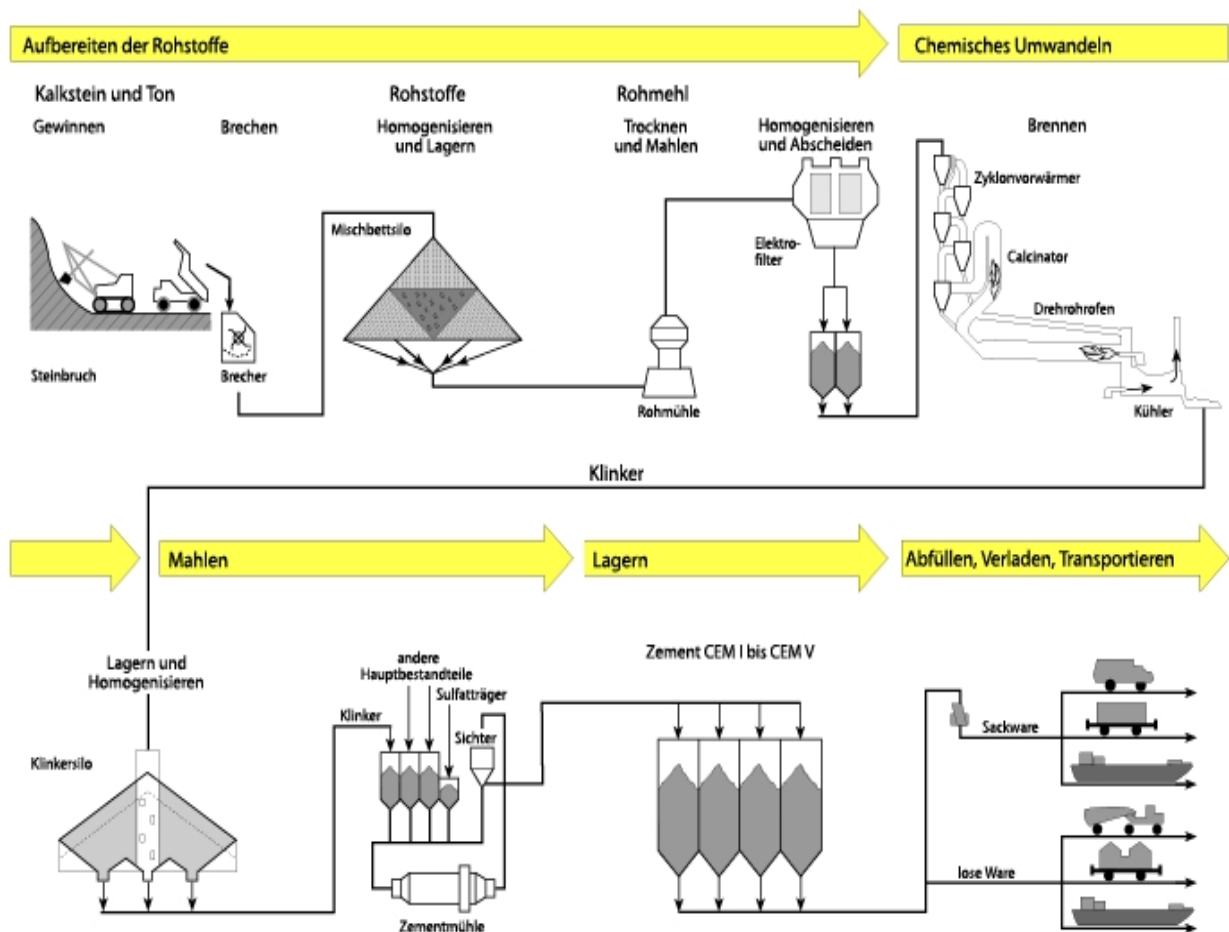 Aufbereiten der Rohstoffe
Chemisches Umwandeln
Kalkstein und Ton
Rohstoffe
Rohmehl
Gewinnen
Brechen
Homogenisieren
und Lagern
Trocknen
und Mahlen
Homogenisieren
und Abscheiden
Brennen
Zyklonvorwärmer
Mischbettsilo
Elektro-
filter
Calcinator
Drehrohrofen
Steinbruch
Brecher
Rohmühle
Kühler
Klinker
Mahlen
Lagern
Abfüllen, Verladen, Transportieren
Lagern und
Homogenisieren
andere
Hauptbestandteile
Sulfatträger
Klinker
Sichter
Zement CEM I bis CEM V
Klinkersilo
Sackware
lose Ware
Zementmühle